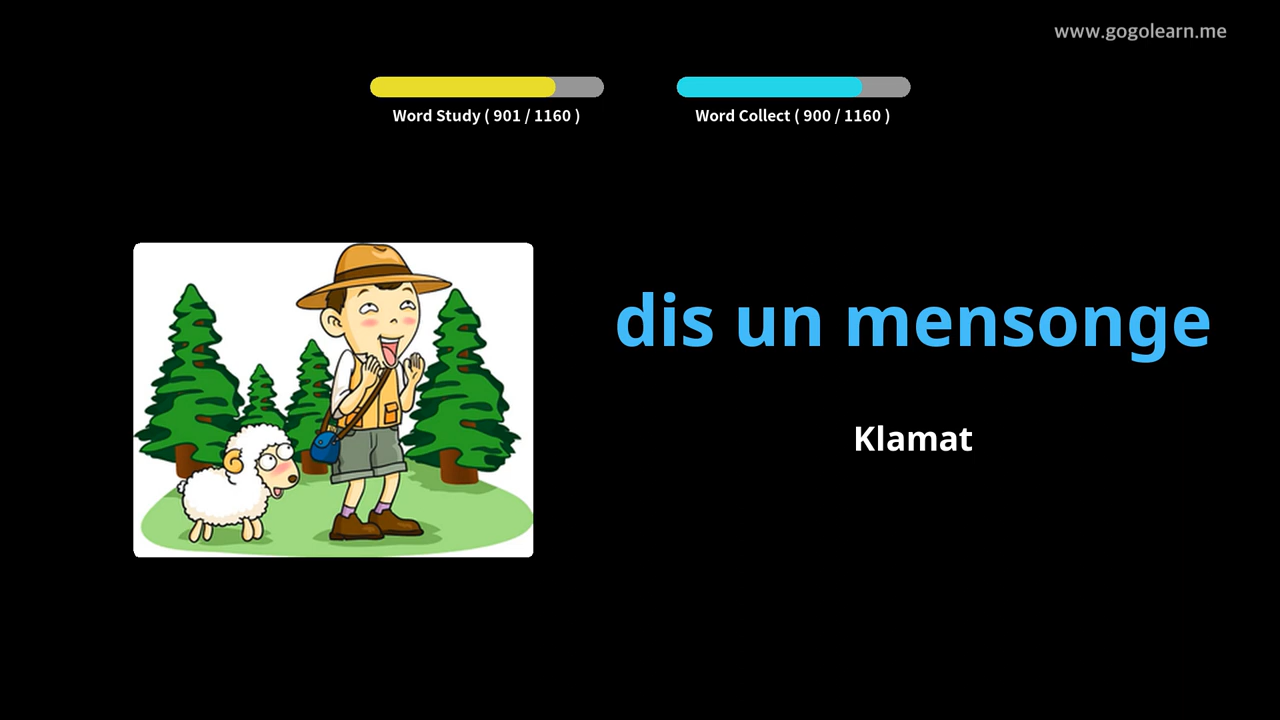 www.gogolearn.me
Word Study ( 901 / 1160 )
Word Collect ( 900 / 1160 )
dis un mensonge
Klamat